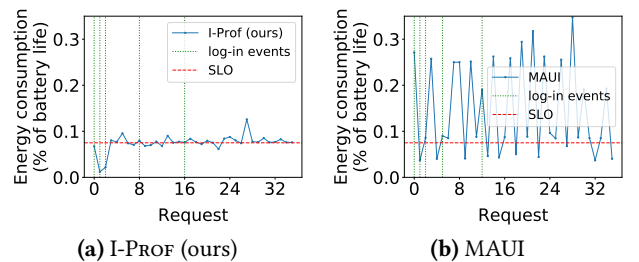 Energy consumption
(% of battery life)
0.3
0.2
0.1
0.0
I-Prof (ours)
log-in events
SLO
0
8
16
24
32
Request
(a) I-PROF (ours)
Energy consumption
(% of battery life)
0.3
0.2
0.1
0.0
MAUI
log-in events
SLO
0
8
16
24
32
Request
(b) MAUI